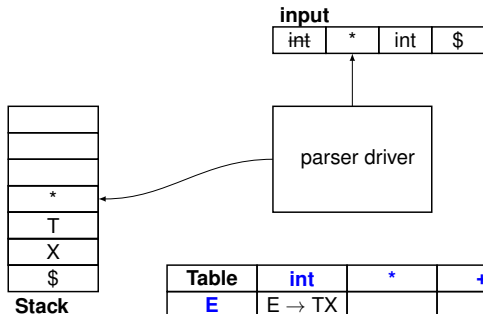 input
int * int $
parser driver
*
T
X
$
Stack
Table int * +
E E → TX